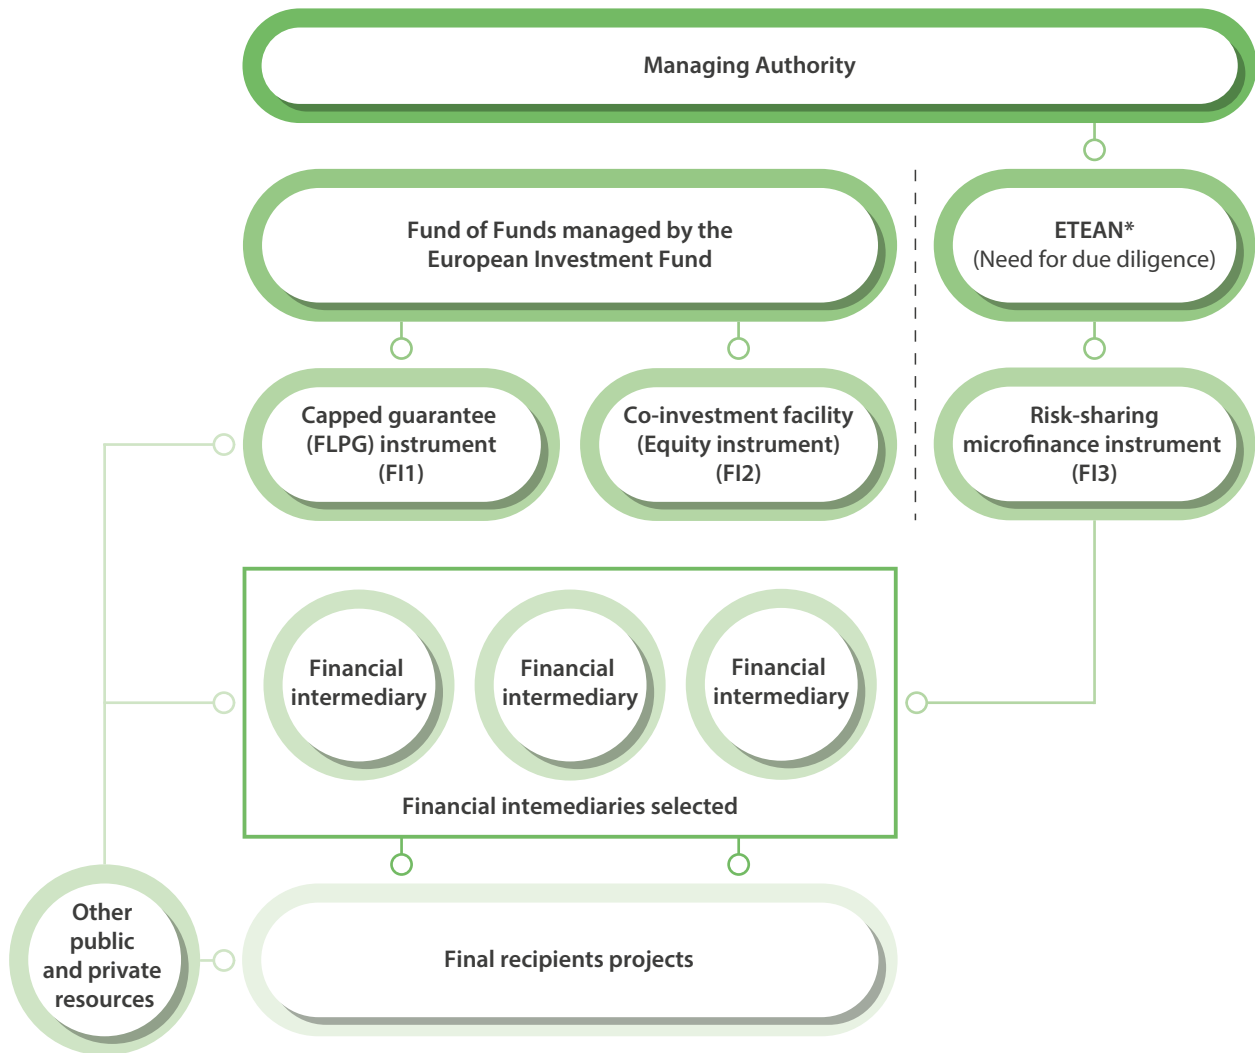 Managing Authority
Fund of Funds managed by the
European Investment Fund
ETEAN*
(Need for due diligence)
Capped guarantee
(FLPG) instrument
(FI1)
Co-investment facility
(Equity instrument)
(FI2)
Risk-sharing
microfinance instrument
(FI3)
Financial
intermediary
Financial
intermediary
Financial
intermediary
Financial intemediaries selected
Other
public
and private
resources
Final recipients projects